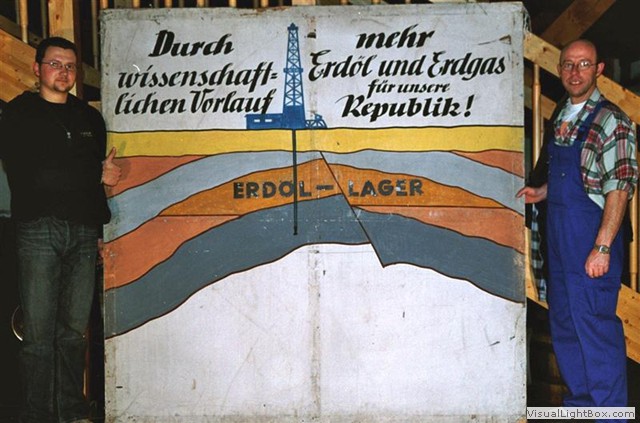 Durch
wissenschaft-
lichen Vorlauf
mehr
Erdöl und Erdgas
für unsere
Republik!
ERDÖL – LAGER
VisualLightBox.com